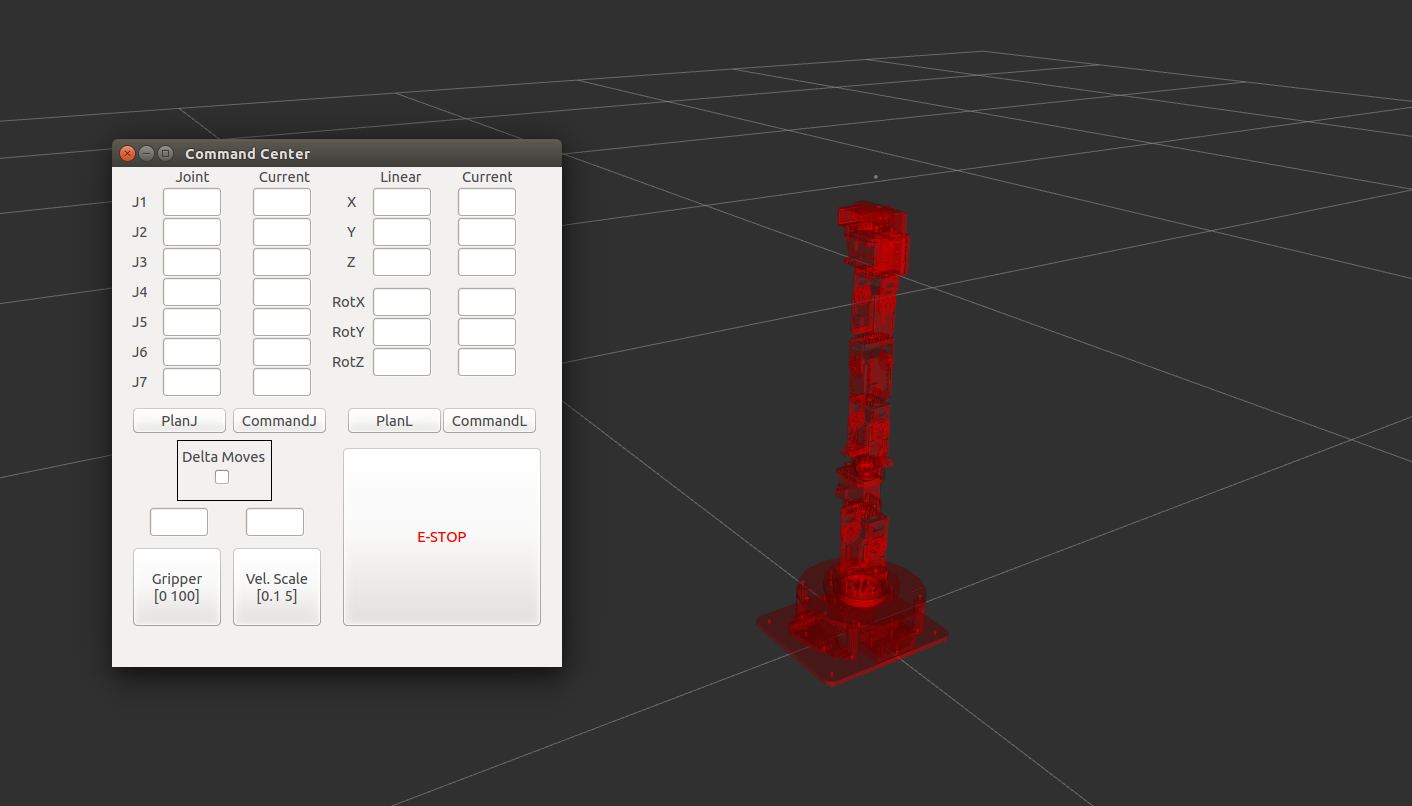 Command Center
Joint Current Linear Current
J1 X
J2 Y
J3 Z
J4 RotX
J5 RotY
J6 RotZ
J7
PlanJ CommandJ PlanL CommandL
Delta Moves
E-STOP
Gripper
[0 100]
Vel. Scale
[0.1 5]